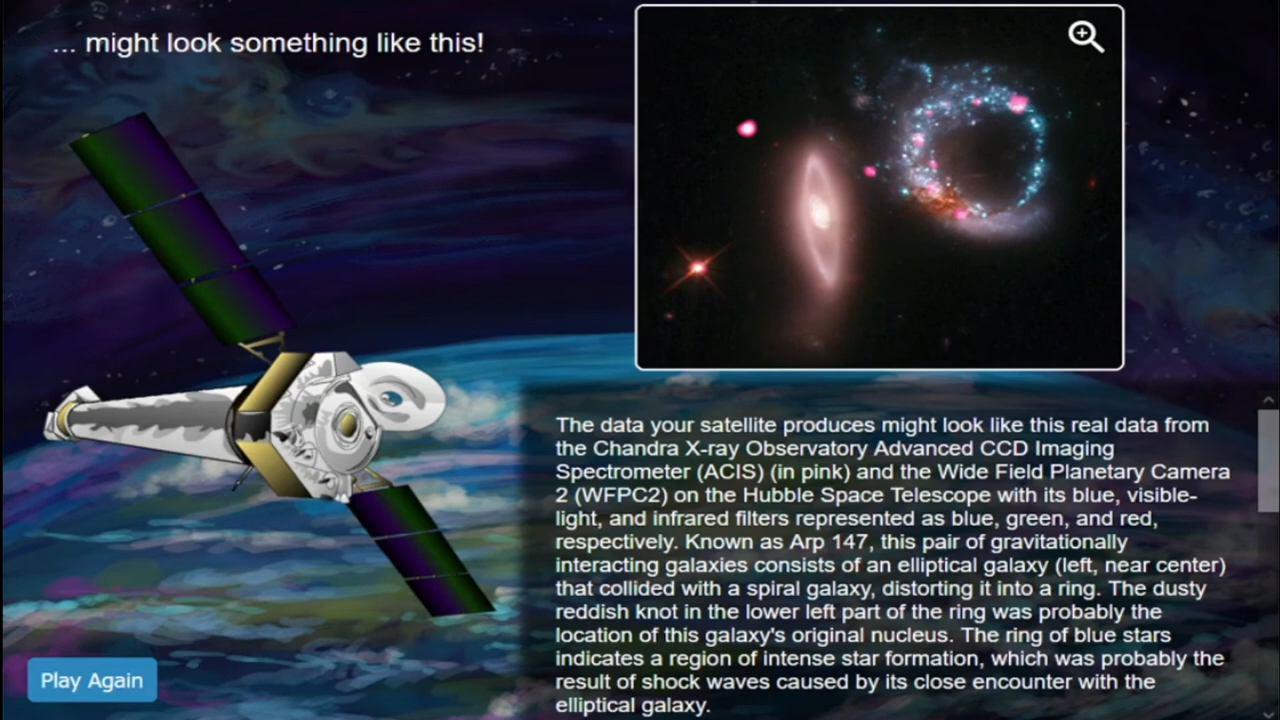 ... might look something like this!
The data your satellite produces might look like this real data from
the Chandra X-ray Observatory Advanced CCD Imaging
Spectrometer (ACIS) (in pink) and the Wide Field Planetary Camera
2 (WFPC2) on the Hubble Space Telescope with its blue, visible-
light, and infrared filters represented as blue, green, and red,
respectively. Known as Arp 147, this pair of gravitationally
interacting galaxies consists of an elliptical galaxy (left, near center)
that collided with a spiral galaxy, distorting it into a ring. The dusty
reddish knot in the lower left part of the ring was probably the
location of this galaxy's original nucleus. The ring of blue stars
indicates a region of intense star formation, which was probably the
result of shock waves caused by its close encounter with the
elliptical galaxy.
Play Again